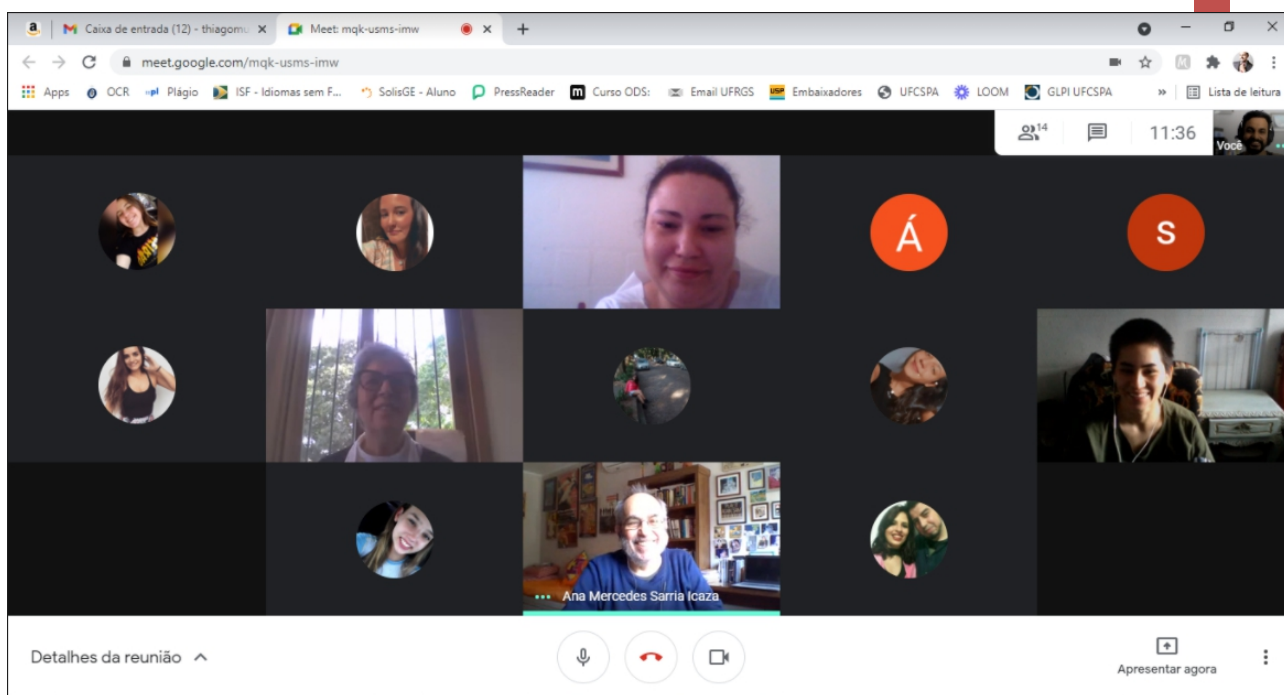 a Caixa de entrada (12) - thiagomu Meet: mqk-usms-imw
meet.google.com/mqk-usms-imw
Apps OCR Plágio ISF - Idiomas sem F... SolisGE - Aluno PressReader m Curso ODS: Email UFRGS USP Embaixadores UFCSPA LOOM GLPI UFCSPA » Lista de leitura
14 11:36 Você
Á S
Ana Mercedes Sarria Icaza
Detalhes da reunião
Apresentar agora